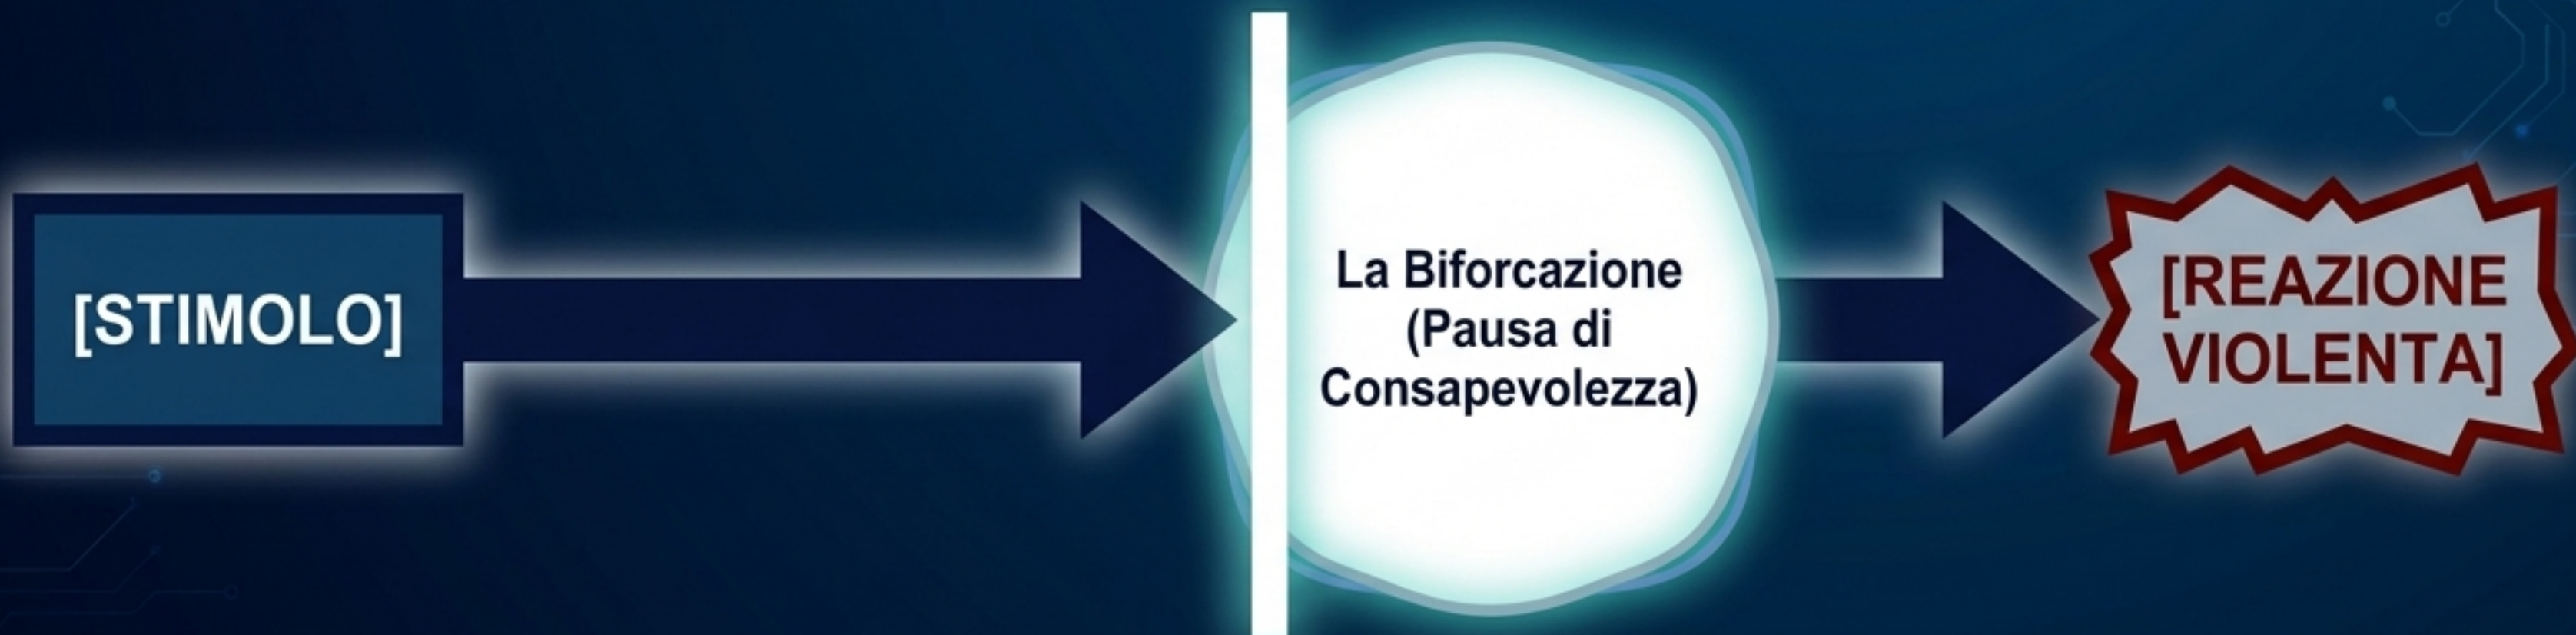 [STIMOLO]
La Biforcazione
(Pausa di
Consapevolezza)
[REAZIONE
VIOLENTA]